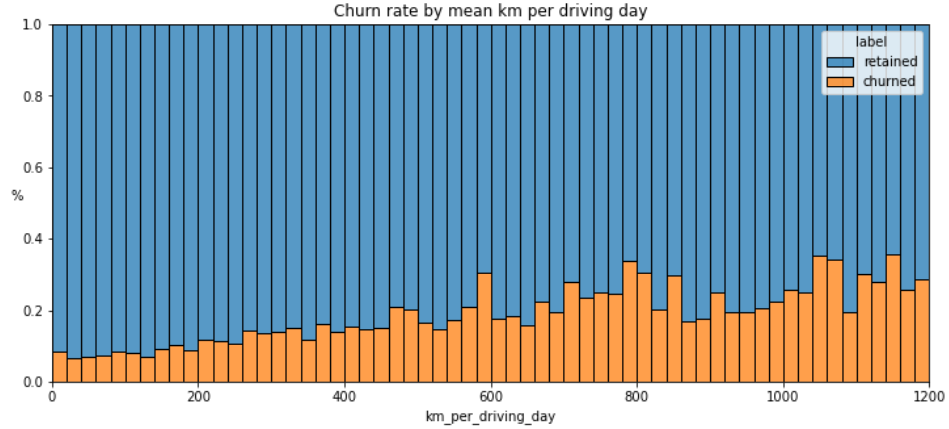 Churn rate by mean km per driving day
label
retained
churned
1.0
0.8
0.6
%
0.4
0.2
0.0
0 200 400 600 800 1000 1200
km_per_driving_day